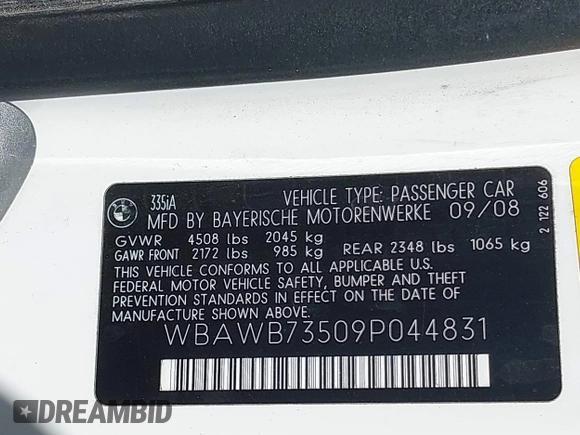 335iA VEHICLE TYPE: PASSENGER CAR
MFD BY BAYERISCHE MOTORENWERKE 09/08
GVWR 4508 lbs 2045 kg
GAWR FRONT 2172 lbs 985 kg REAR 2348 lbs 1065 kg
THIS VEHICLE CONFORMS TO ALL APPLICABLE U.S.
FEDERAL MOTOR VEHICLE SAFETY, BUMPER AND THEFT
PREVENTION STANDARDS IN EFFECT ON THE DATE OF
MANUFACTURE SHOWN ABOVE.
WBAWB73509P044831
2 122 606
DREAMBID